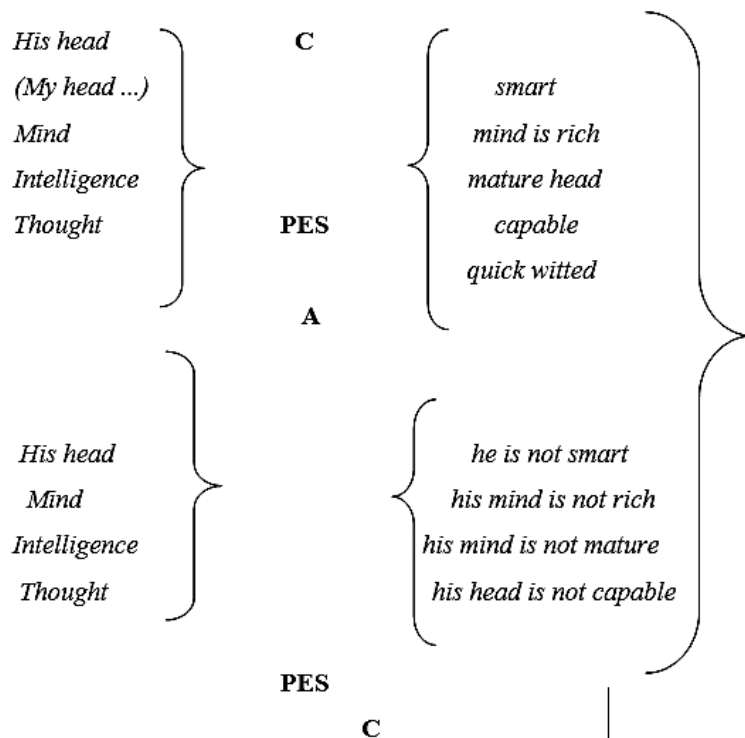 His head C
(My head ...) smart
Mind mind is rich
Intelligence mature head
Thought PES capable
quick witted
A
His head he is not smart
Mind his mind is not rich
Intelligence his mind is not mature
Thought his head is not capable
PES
C